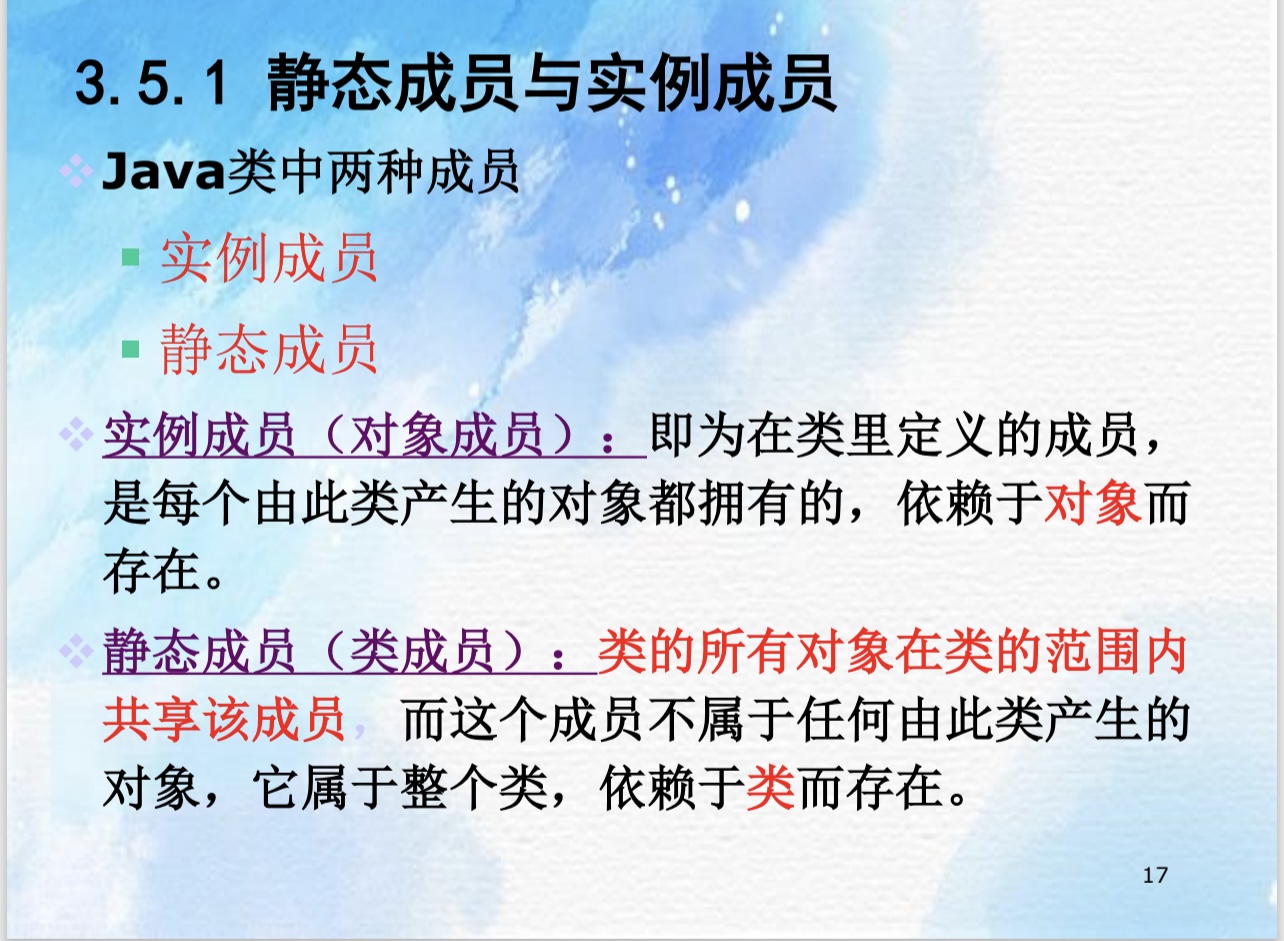 3.5.1 静态成员与实例成员
Java类中两种成员
实例成员
静态成员
实例成员（对象成员）：即为在类里定义的成员，
是每个由此类产生的对象都拥有的，依赖于对象而
存在。
静态成员（类成员）：类的所有对象在类的范围内
共享该成员，而这个成员不属于任何由此类产生的
对象，它属于整个类，依赖于类而存在。
17